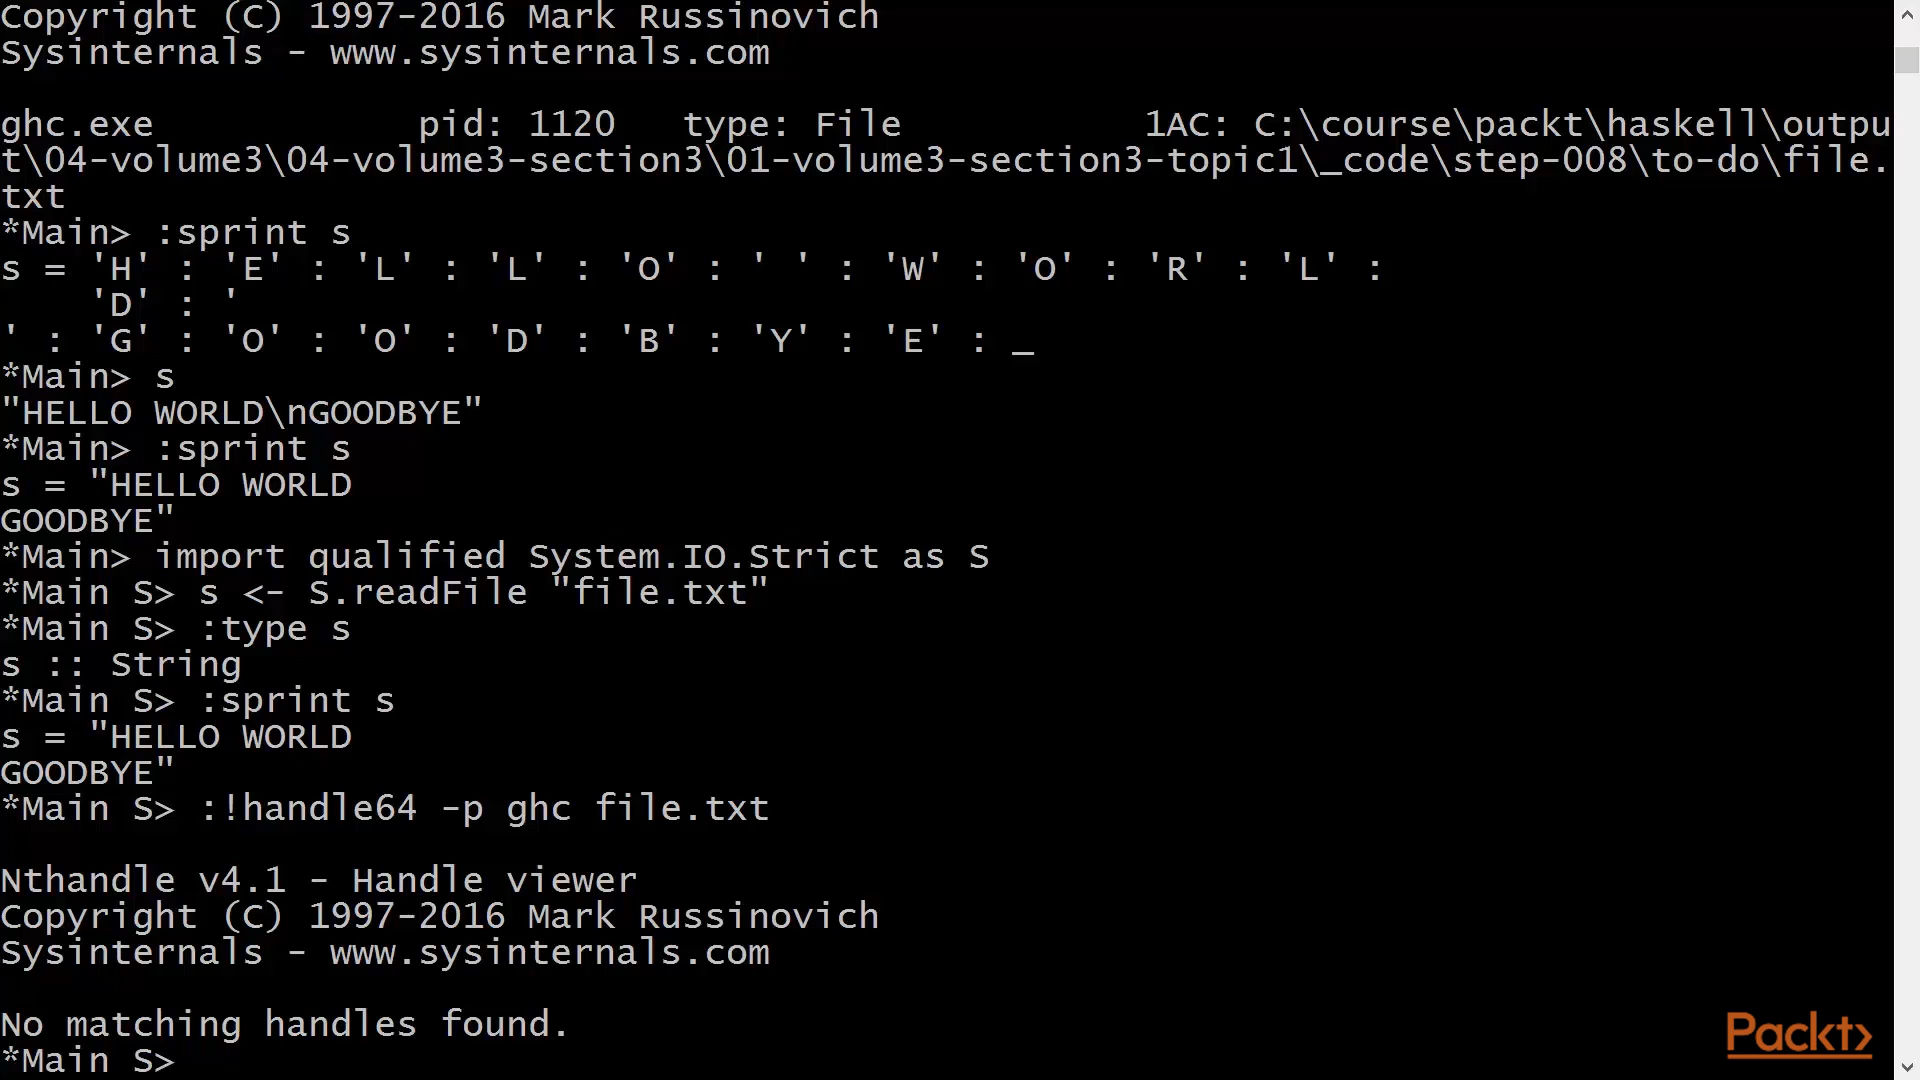 Copyright (C) 1997-2016 Mark Russinovich
Sysinternals - www.sysinternals.com
ghc.exe pid: 1120 type: File 1AC: C:\course\packt\haskell\outpu
t\04-volume3\04-volume3-section3\01-volume3-section3-topic1\_code\step-008\to-do\file.
txt
*Main> :sprint s
s = 'H' : 'E' : 'L' : 'L' : 'O' : ' ' : 'W' : 'O' : 'R' : 'L' :
'D' : '
' : 'G' : 'O' : 'O' : 'D' : 'B' : 'Y' : 'E' : _
*Main> s
"HELLO WORLD\nGOODBYE"
*Main> :sprint s
s = "HELLO WORLD
GOODBYE"
*Main> import qualified System.IO.Strict as S
*Main S> s <- S.readFile "file.txt"
*Main S> :type s
s :: String
*Main S> :sprint s
s = "HELLO WORLD
GOODBYE"
*Main S> :!handle64 -p ghc file.txt
Nthandle v4.1 - Handle viewer
Copyright (C) 1997-2016 Mark Russinovich
Sysinternals - www.sysinternals.com
No matching handles found.
*Main S>
Packt>